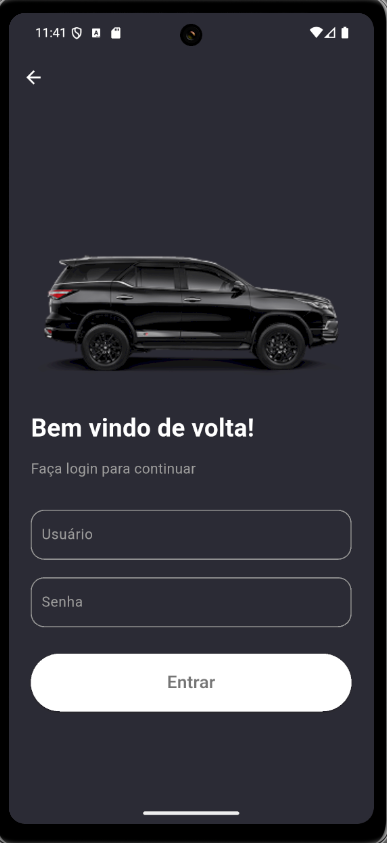 11:41
Bem vindo de volta!
Faça login para continuar
Usuário
Senha
Entrar